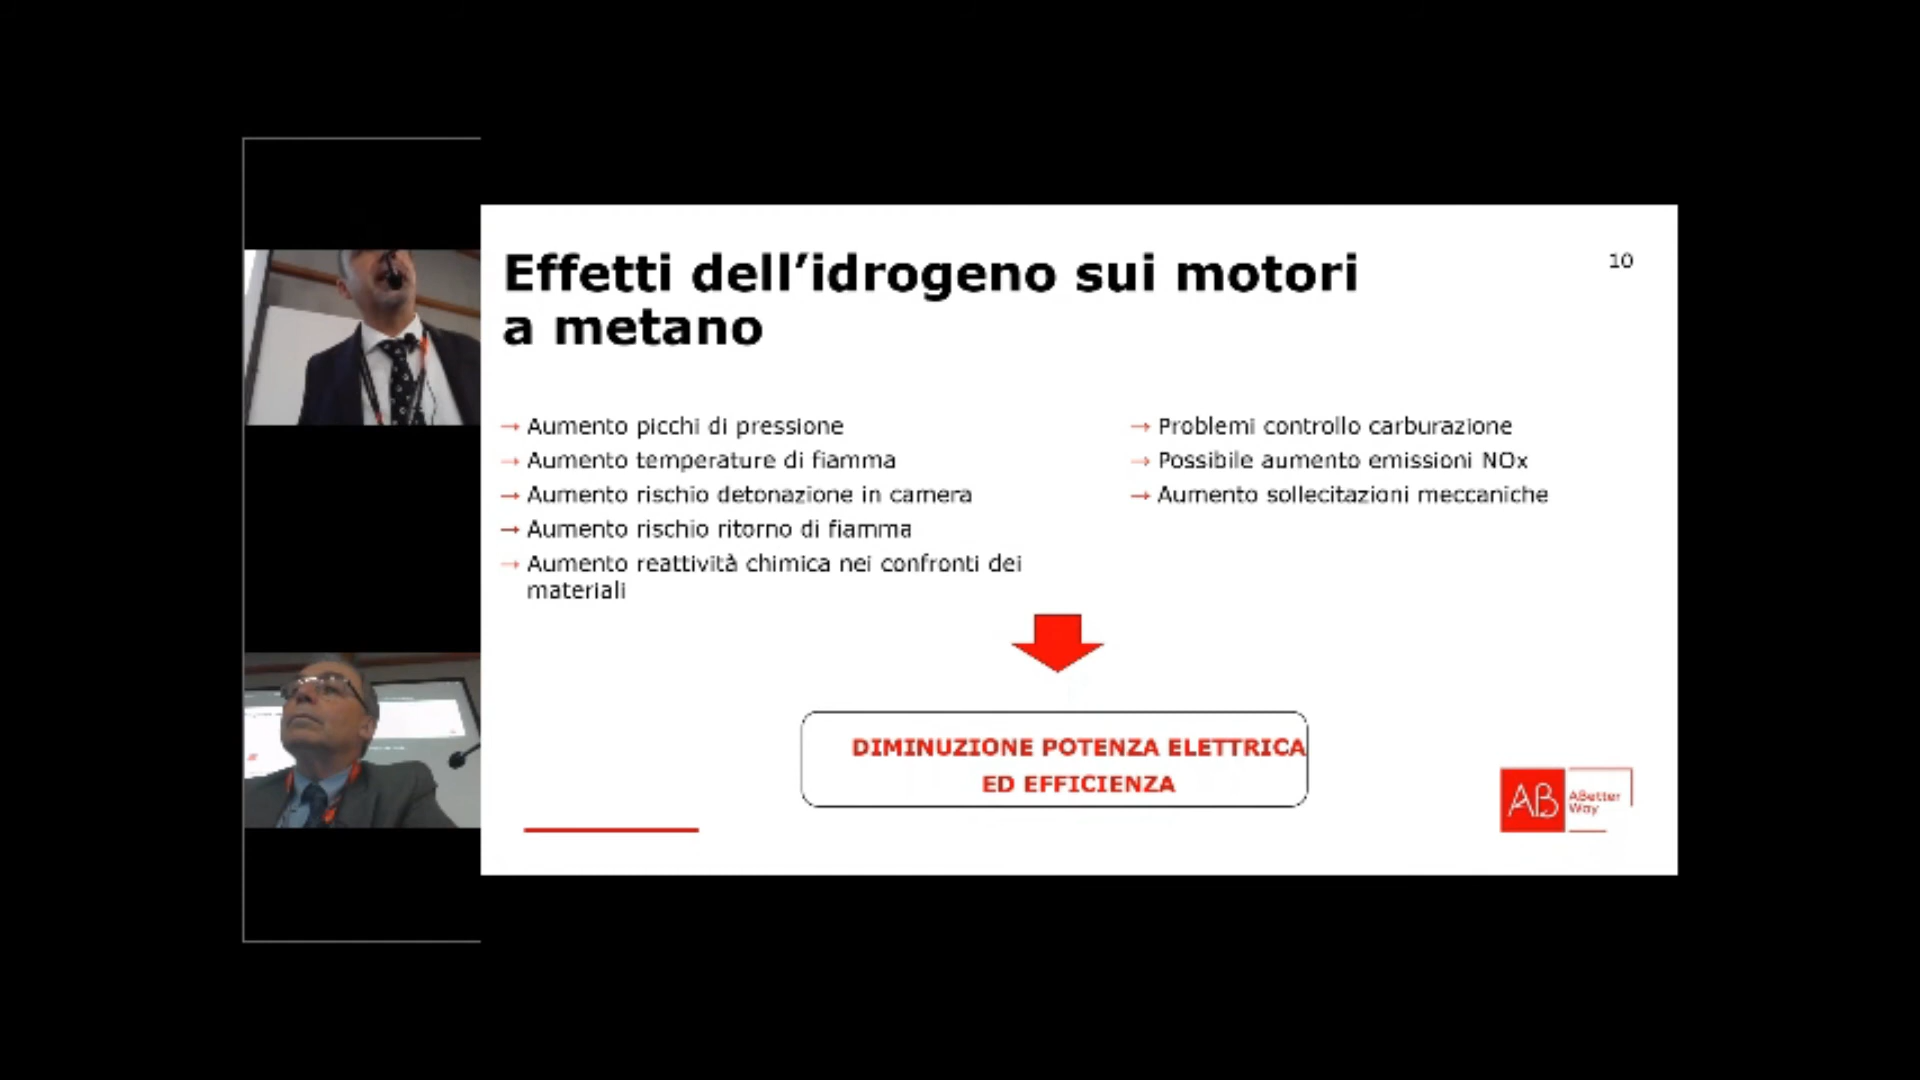 Effetti dell’idrogeno sui motori
a metano
10
→ Aumento picchi di pressione
→ Aumento temperature di fiamma
→ Aumento rischio detonazione in camera
→ Aumento rischio ritorno di fiamma
→ Aumento reattività chimica nei confronti dei
materiali
→ Problemi controllo carburazione
→ Possibile aumento emissioni NOx
→ Aumento sollecitazioni meccaniche
DIMINUZIONE POTENZA ELETTRICA
ED EFFICIENZA
AB
ABetter
Way